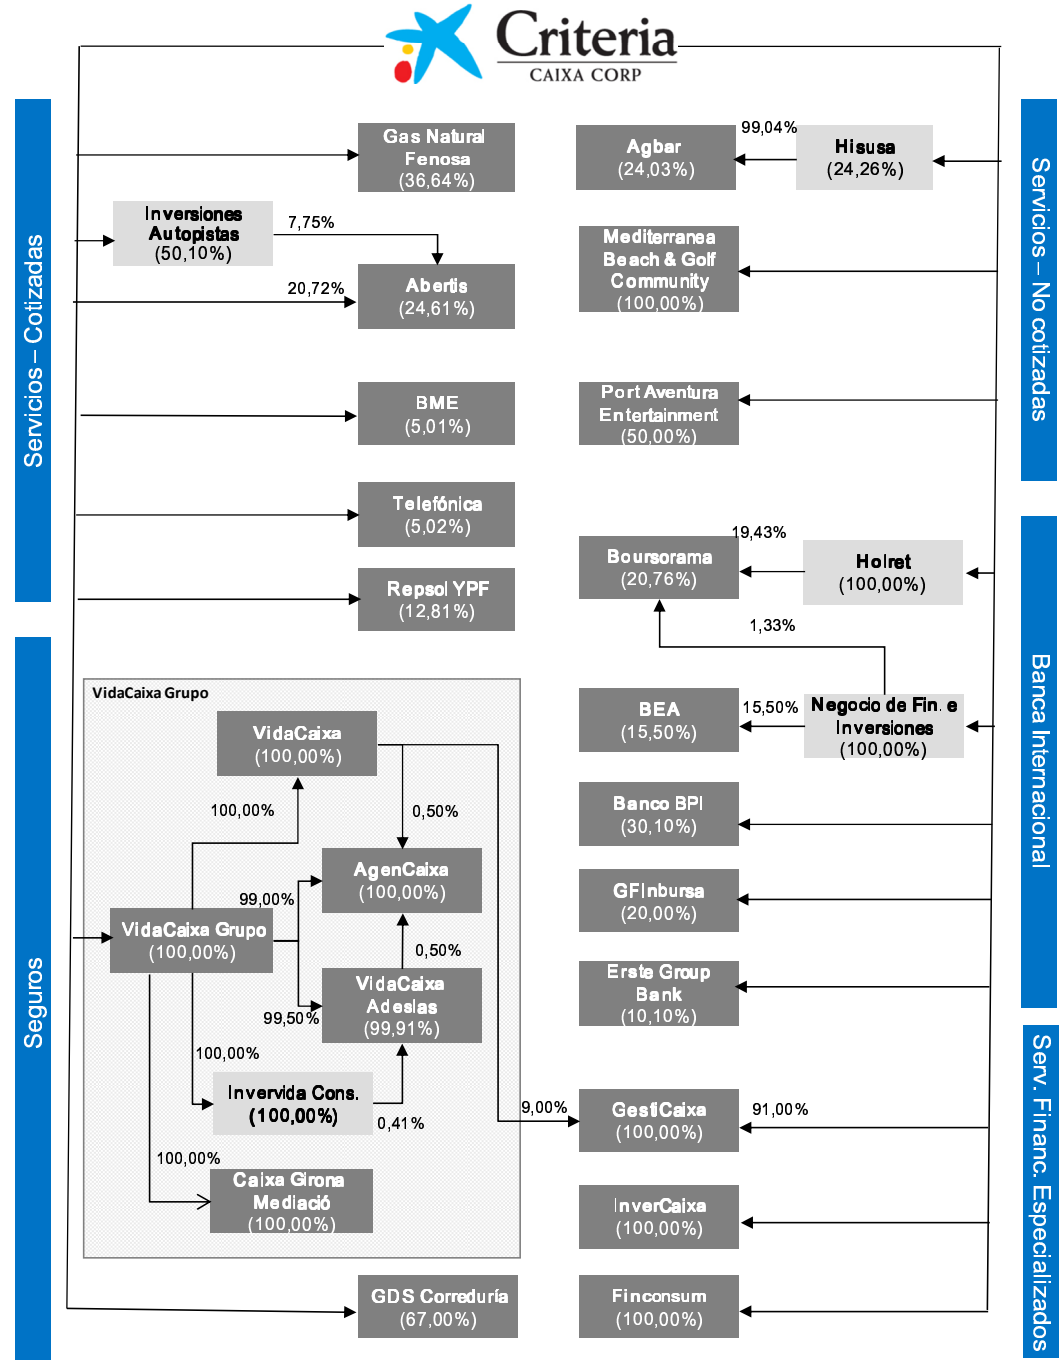 Criteria
CAIXA CORP
Servicios – Cotizadas
Gas Natural
Fenosa
(36,64%)
Inversiones
Autopistas
(50,10%)
7,75%
20,72%
Abertis
(24,61%)
BME
(5,01%)
Telefónica
(5,02%)
Repsol YPF
(12,81%)
Servicios – No cotizadas
Agbar
(24,03%)
99,04%
Hisusa
(24,26%)
Mediterranea
Beach & Golf
Community
(100,00%)
Port Aventura
Entertainment
(50,00%)
Banca Internacional
Boursorama
(20,76%)
19,43%
Holret
(100,00%)
1,33%
BEA
(15,50%)
15,50%
Negocio de Fin. e
Inversiones
(100,00%)
Banco BPI
(30,10%)
GFInbursa
(20,00%)
Erste Group
Bank
(10,10%)
Seguros
VidaCaixa Grupo
VidaCaixa
(100,00%)
100,00%
0,50%
AgenCaixa
(100,00%)
99,00%
VidaCaixa Grupo
(100,00%)
0,50%
VidaCaixa
Adeslas
(99,91%)
99,50%
100,00%
Invervida Cons.
(100,00%)
0,41%
100,00%
Caixa Girona
Mediació
(100,00%)
GDS Correduría
(67,00%)
Serv. Financ. Especializados
9,00%
GestiCaixa
(100,00%)
91,00%
InverCaixa
(100,00%)
Finconsum
(100,00%)